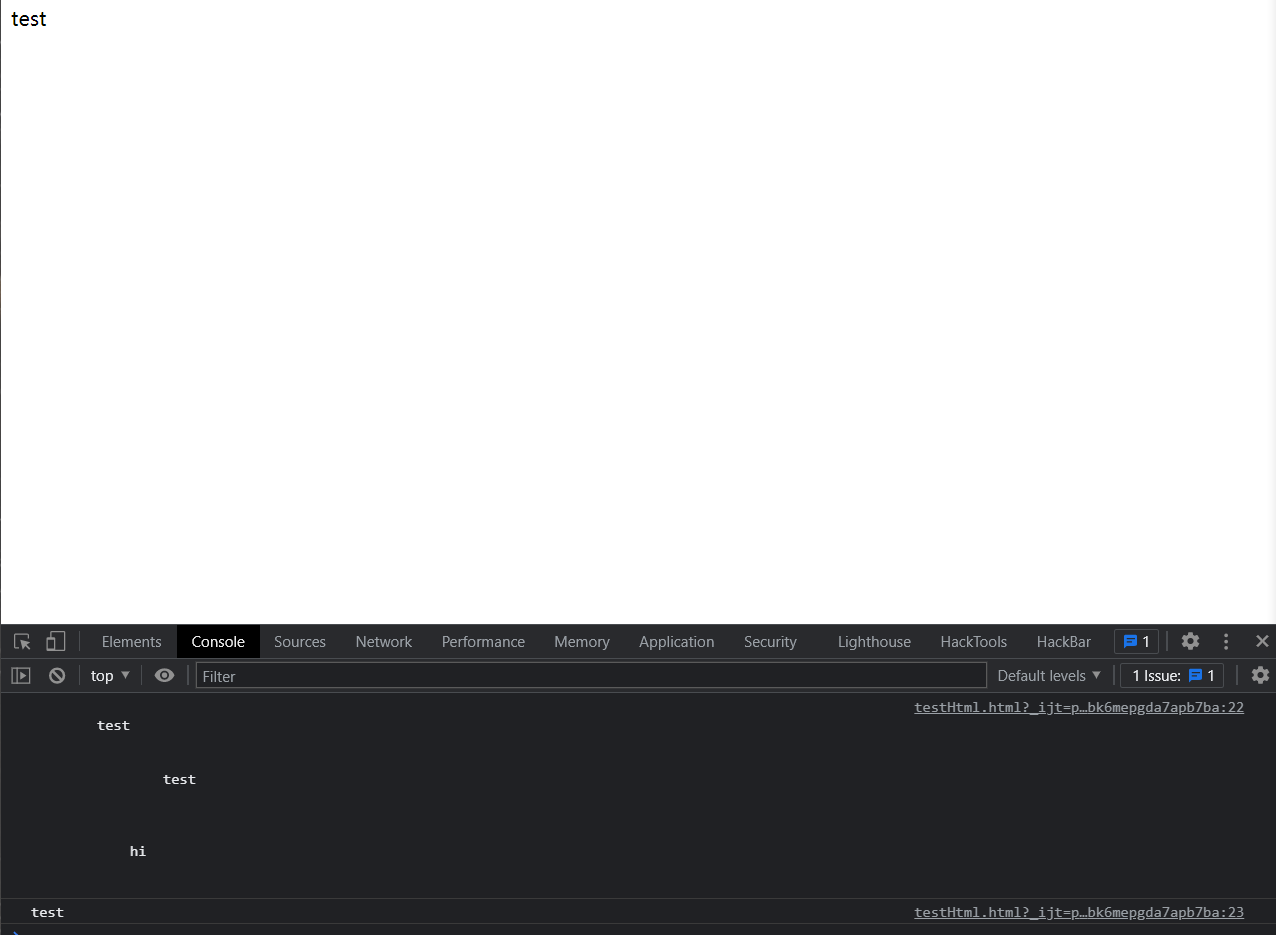 test
Elements Console Sources Network Performance Memory Application Security Lighthouse HackTools HackBar 1
top Filter Default levels 1 Issue: 1
testHtml.html?_ijt=p…bk6mepgda7apb7ba:22
test
test
hi
test testHtml.html?_ijt=p…bk6mepgda7apb7ba:23